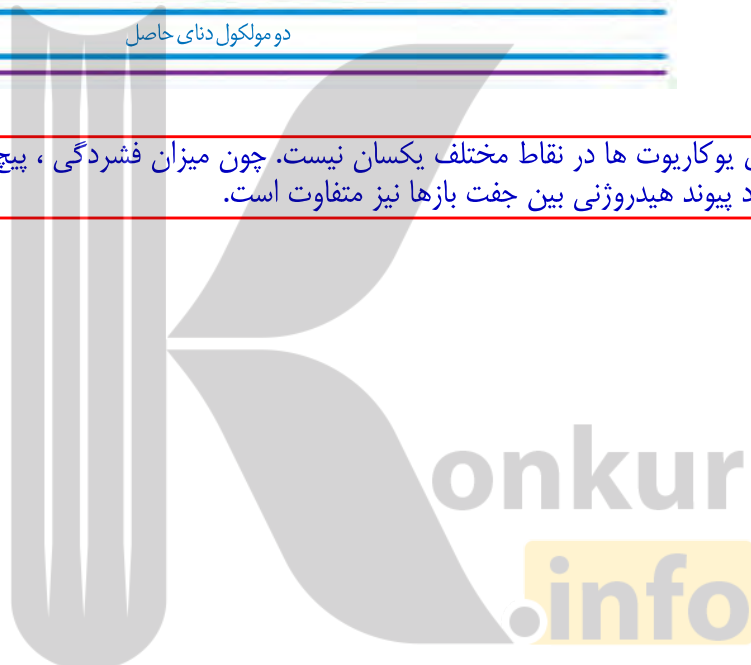 دو مولکول دنای حاصل
یوکاریوت ها در نقاط مختلف یکسان نیست. چون میزان فشردگی ،
پیوند هیدروژنی بین جفت بازها نیز متفاوت است.
onkur
.info